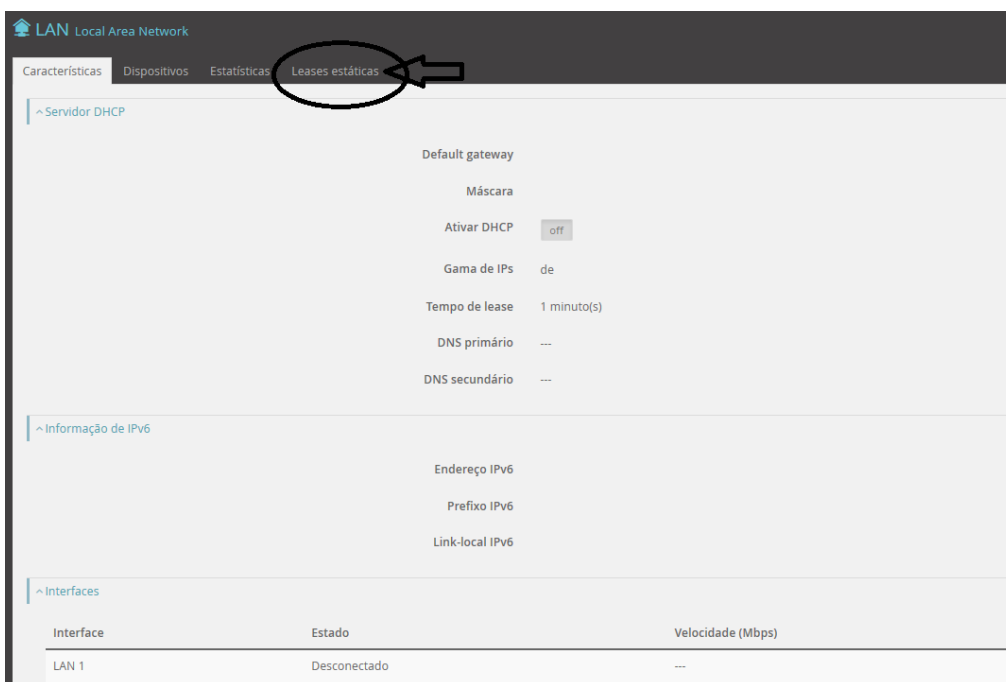 LAN Local Area Network
Características Dispositivos Estatísticas Leases estáticas
Servidor DHCP
Default gateway
Máscara
Ativar DHCP off
Gama de IPs de
Tempo de lease 1 minuto(s)
DNS primário ---
DNS secundário ---
Informação de IPv6
Endereço IPv6
Prefixo IPv6
Link-local IPv6
Interfaces
Interface Estado Velocidade (Mbps)
LAN 1 Desconectado ---